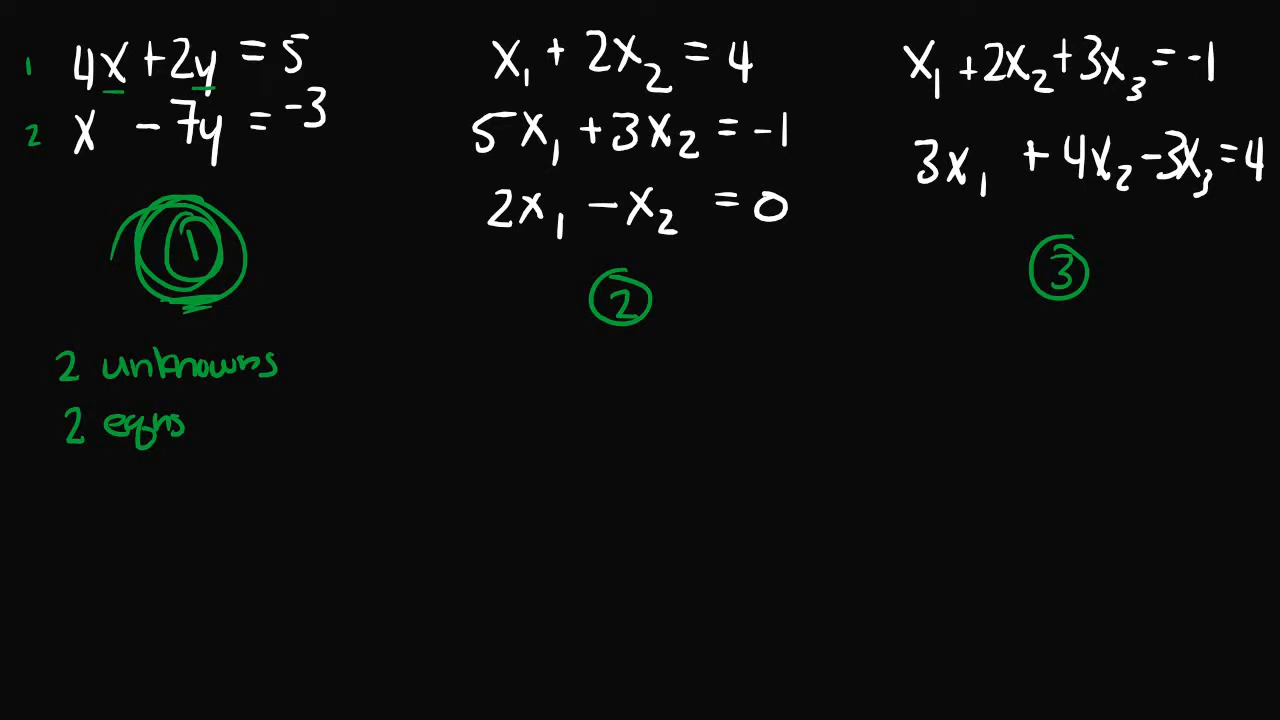 1 4x + 2y = 5
2 x - 7y = -3
1
2 unknowns
2 eqns
x₁ + 2x₂ = 4
5x₁ + 3x₂ = -1
2x₁ - x₂ = 0
2
x₁ + 2x₂ + 3x₃ = -1
3x₁ + 4x₂ - 3x₃ = 4
3